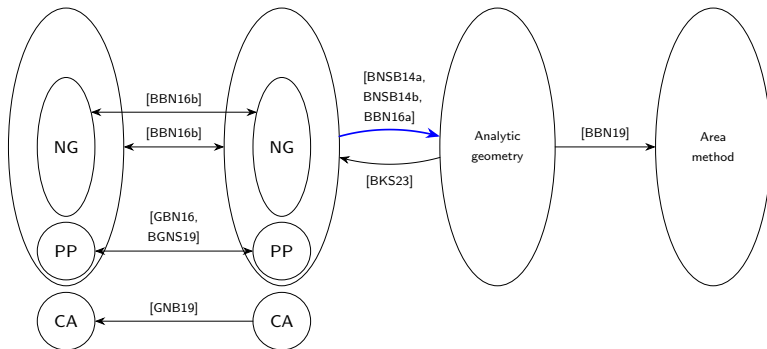 [BNSB14a,
BNSB14b,
BBN16a]
[BBN16b]
[BBN16b]
[BBN19]
NG
NG
Analytic
geometry
Area
method
[BKS23]
[GBN16,
BGNS19]
PP
PP
[GNB19]
CA
CA